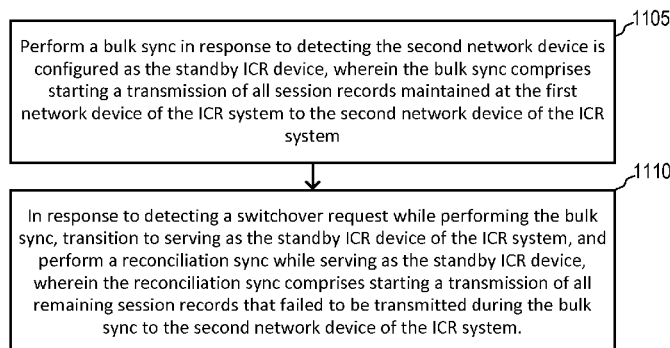 1105
Perform a bulk sync in response to detecting the second network device is
configured as the standby ICR device, wherein the bulk sync comprises
starting a transmission of all session records maintained at the first
network device of the ICR system to the second network device of the ICR
system
1110
In response to detecting a switchover request while performing the bulk
sync, transition to serving as the standby ICR device of the ICR system, and
perform a reconciliation sync while serving as the standby ICR device,
wherein the reconciliation sync comprises starting a transmission of all
remaining session records that failed to be transmitted during the bulk
sync to the second network device of the ICR system.